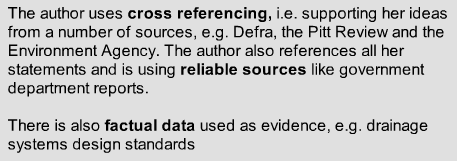 The author uses cross referencing, i.e. supporting her ideas
from a number of sources, e.g. Defra, the Pitt Review and the
Environment Agency. The author also references all her
statements and is using reliable sources like government
department reports.
There is also factual data used as evidence, e.g. drainage
systems design standards